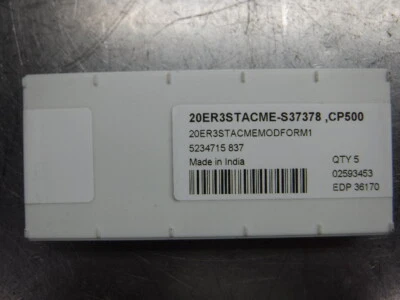 20ER3STACME-S37378 ,CP500
20ER3STACMEMODFORM1
5234715 837
Made in India
QTY 5
02593453
EDP 36170